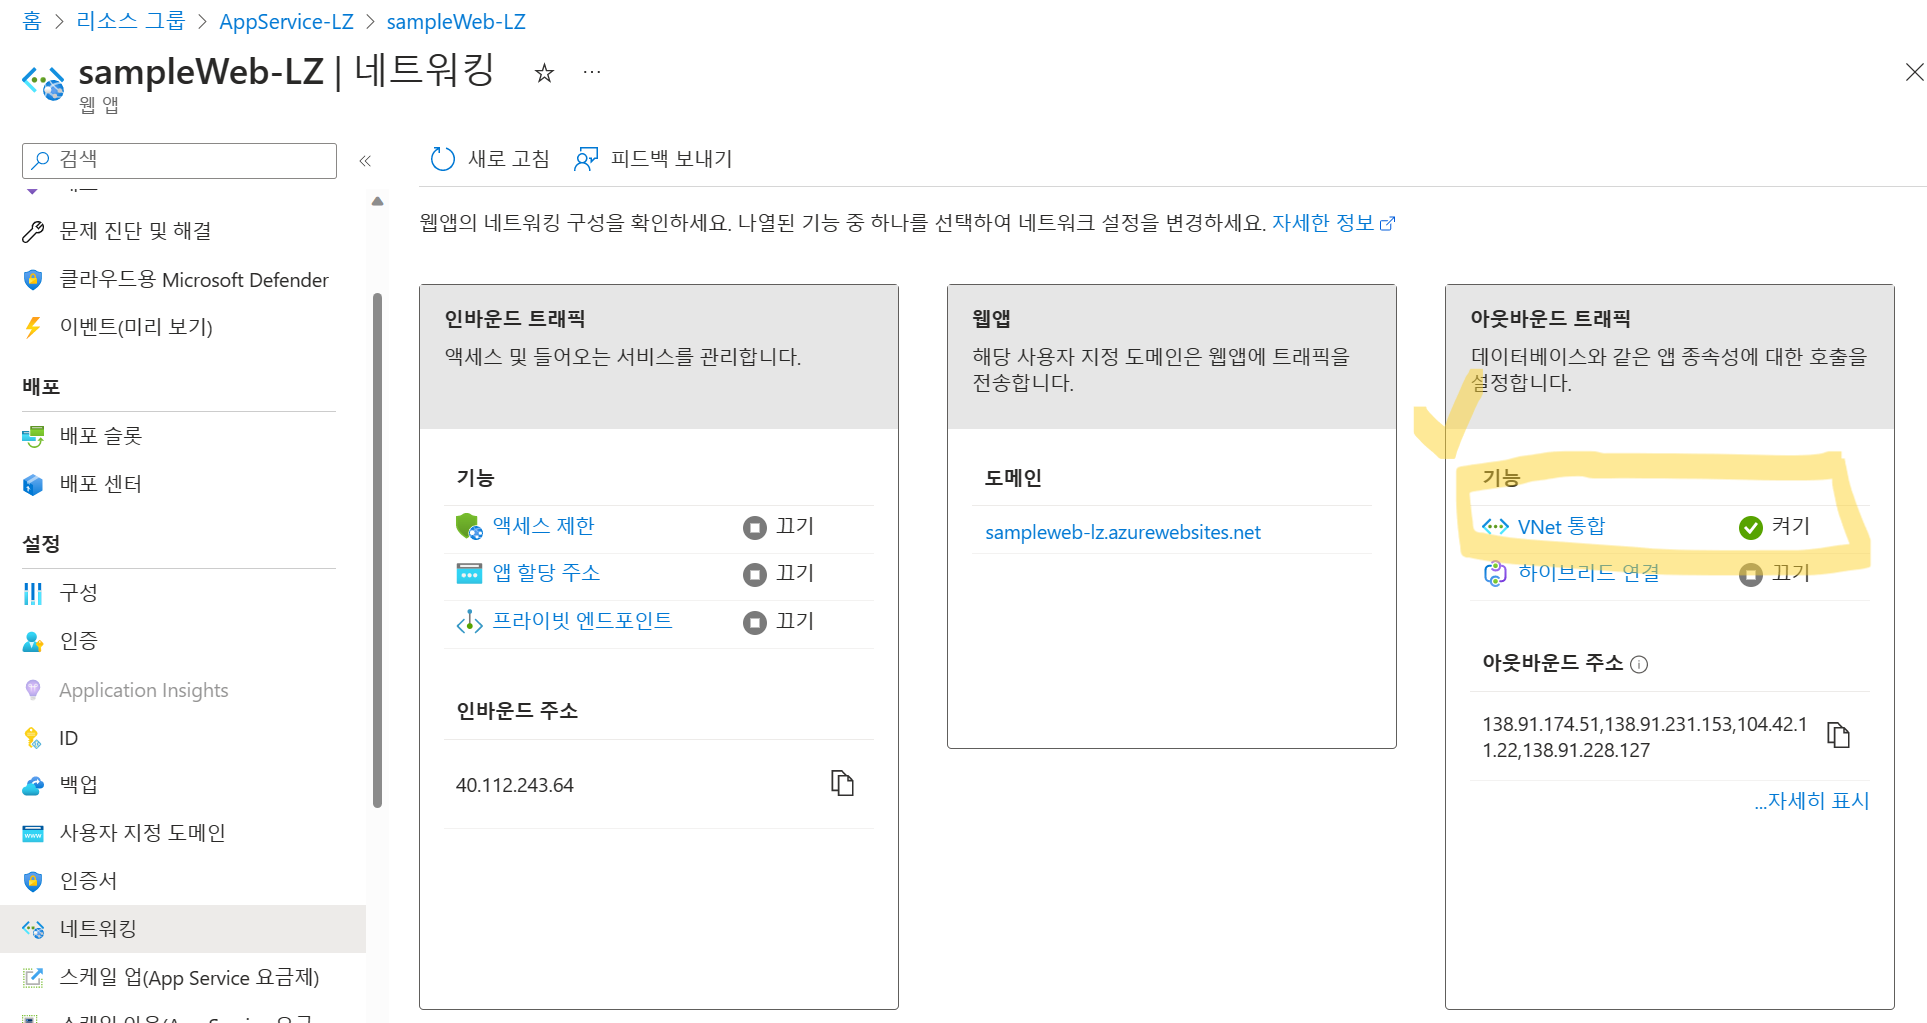 홈 > 리소스 그룹 > AppService-LZ > sampleWeb-LZ
sampleWeb-LZ | 네트워킹 ☆ ...
웹 앱
검색 «
문제 진단 및 해결
클라우드용 Microsoft Defender
이벤트(미리 보기)
배포
배포 슬롯
배포 센터
설정
구성
인증
Application Insights
ID
백업
사용자 지정 도메인
인증서
네트워킹
스케일 업(App Service 요금제)
새로 고침 피드백 보내기
웹앱의 네트워킹 구성을 확인하세요. 나열된 기능 중 하나를 선택하여 네트워크 설정을 변경하세요. 자세한 정보
인바운드 트래픽
액세스 및 들어오는 서비스를 관리합니다.
기능
액세스 제한 끄기
앱 할당 주소 끄기
프라이빗 엔드포인트 끄기
인바운드 주소
40.112.243.64
웹앱
해당 사용자 지정 도메인은 웹앱에 트래픽을
전송합니다.
도메인
sampleweb-lz.azurewebsites.net
아웃바운드 트래픽
데이터베이스와 같은 앱 종속성에 대한 호출을
설정합니다.
기능
VNet 통합 켜기
하이브리드 연결 끄기
아웃바운드 주소
138.91.174.51,138.91.231.153,104.42.1
1.22,138.91.228.127
...자세히 표시